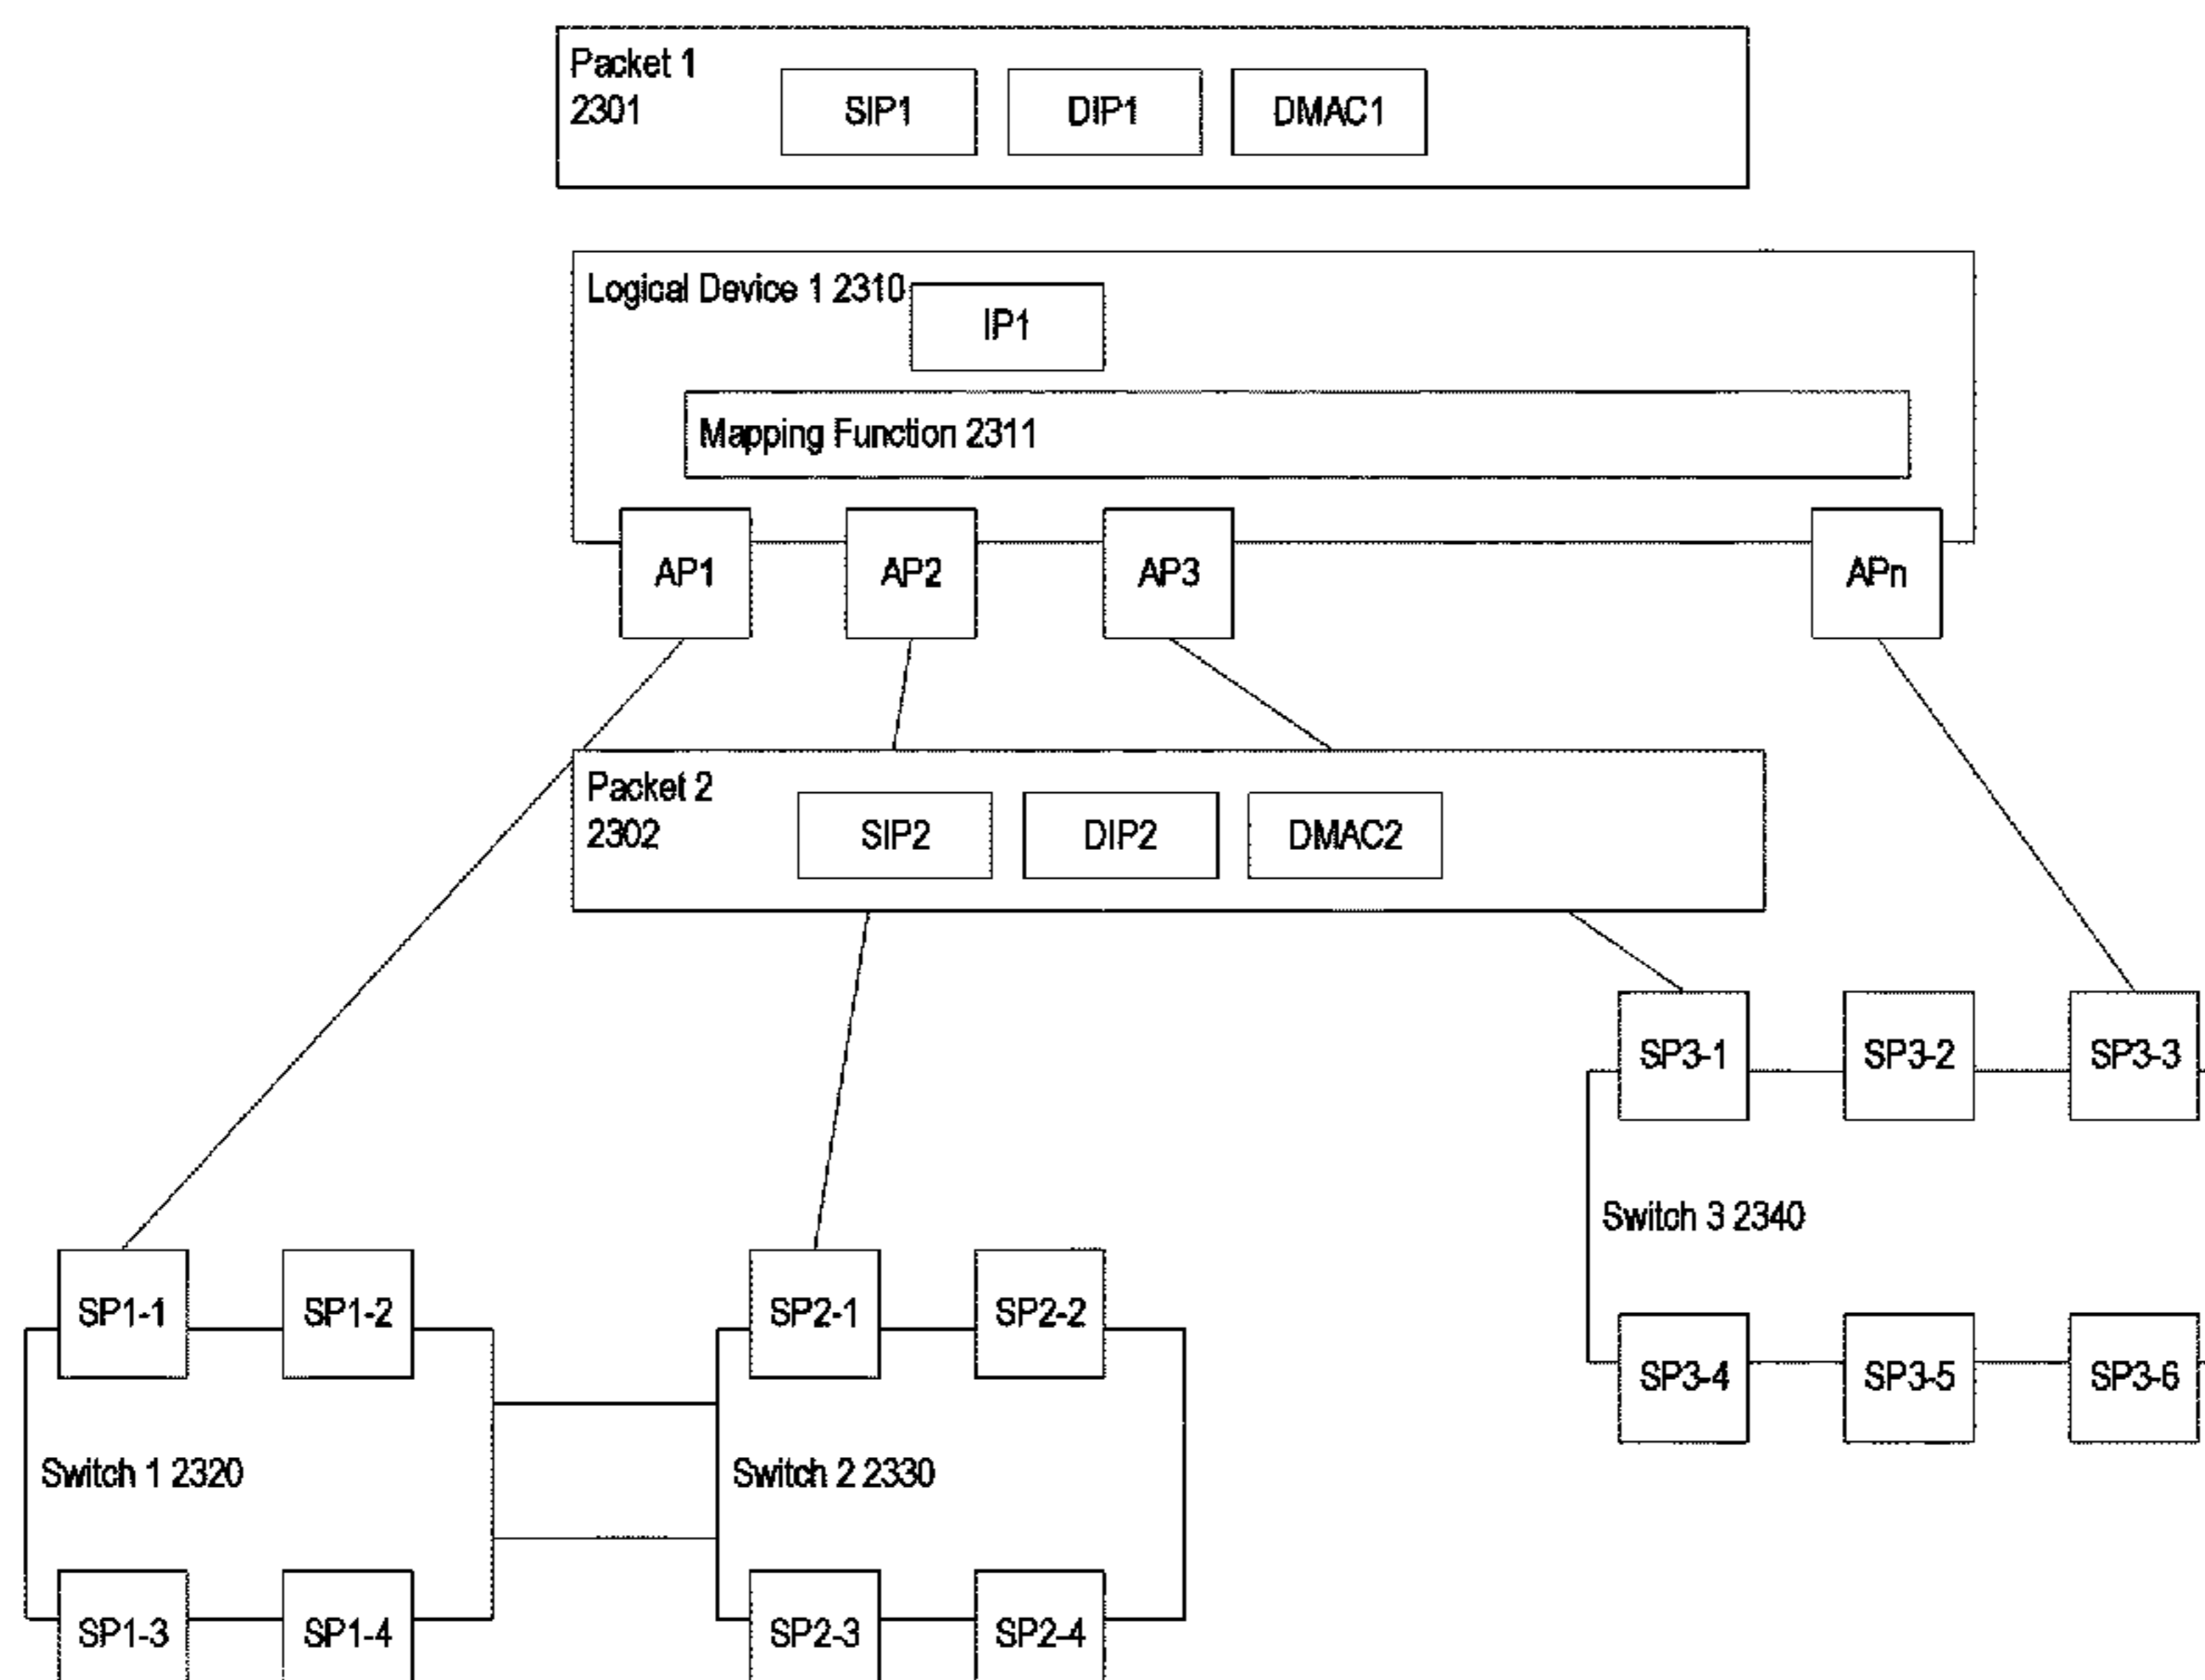 Packet 1
2301
SIP1
DIP1
DMAC1
Logical Device 1 2310
IP1
Mapping Function 2311
AP1
AP2
AP3
APn
Packet 2
2302
SIP2
DIP2
DMAC2
SP3-1
SP3-2
SP3-3
Switch 3 2340
SP3-4
SP3-5
SP3-6
SP1-1
SP1-2
SP2-1
SP2-2
Switch 1 2320
Switch 2 2330
SP1-3
SP1-4
SP2-3
SP2-4